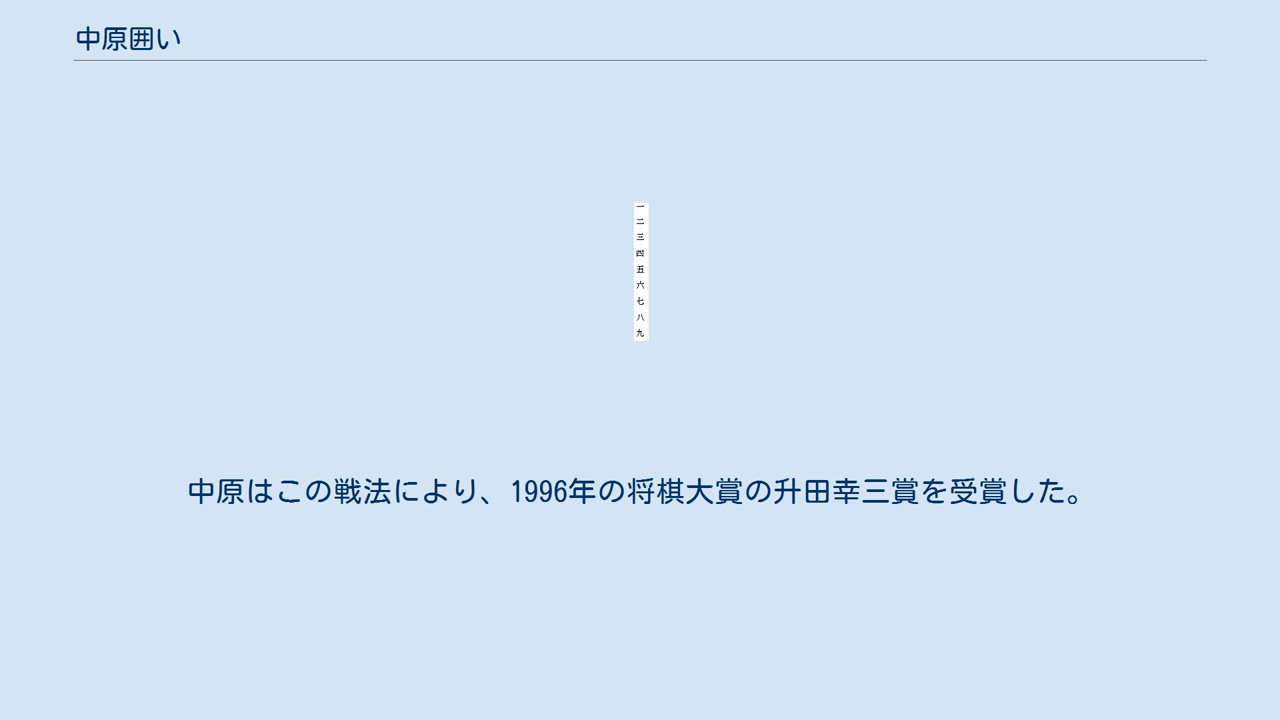 中原囲い
一
二
三
四
五
六
七
八
九
中原はこの戦法により、1996年の将棋大賞の升田幸三賞を受賞した。